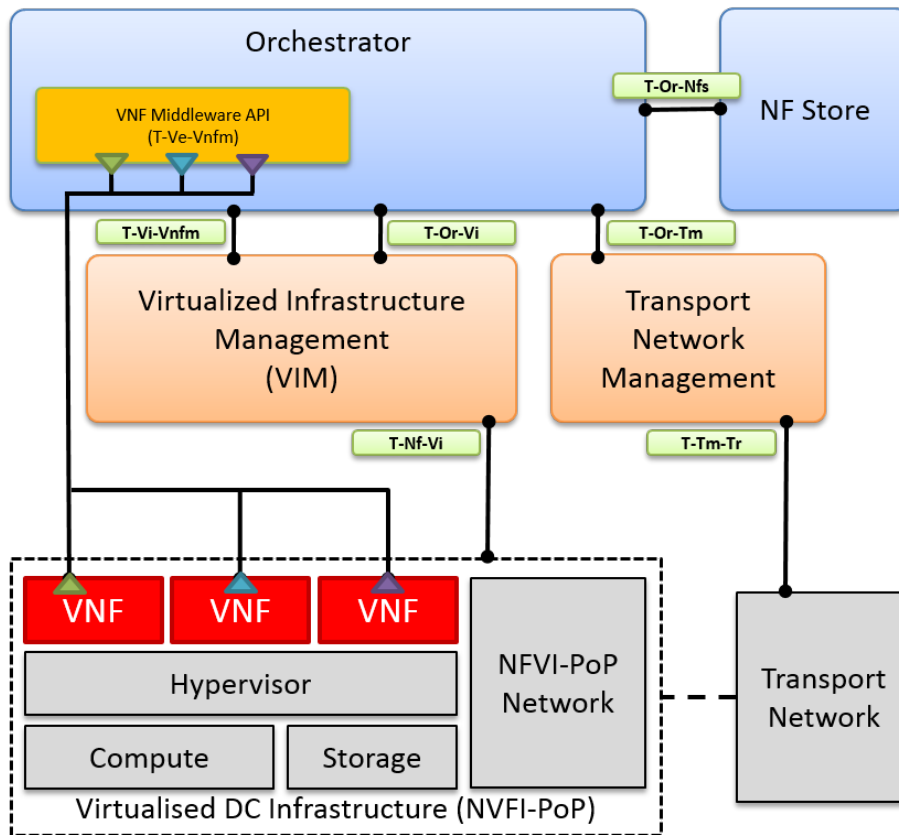 Orchestrator
T-Or-Nfs
NF Store
VNF Middleware API
(T-Ve-Vnfm)
T-Vi-Vnfm
T-Or-Vi
T-Or-Tm
Virtualized Infrastructure
Management
(VIM)
Transport
Network
Management
T-Nf-Vi
T-Tm-Tr
VNF
VNF
VNF
Hypervisor
Compute
Storage
NFVI-PoP
Network
Transport
Network
Virtualised DC Infrastructure (NVFI-PoP)